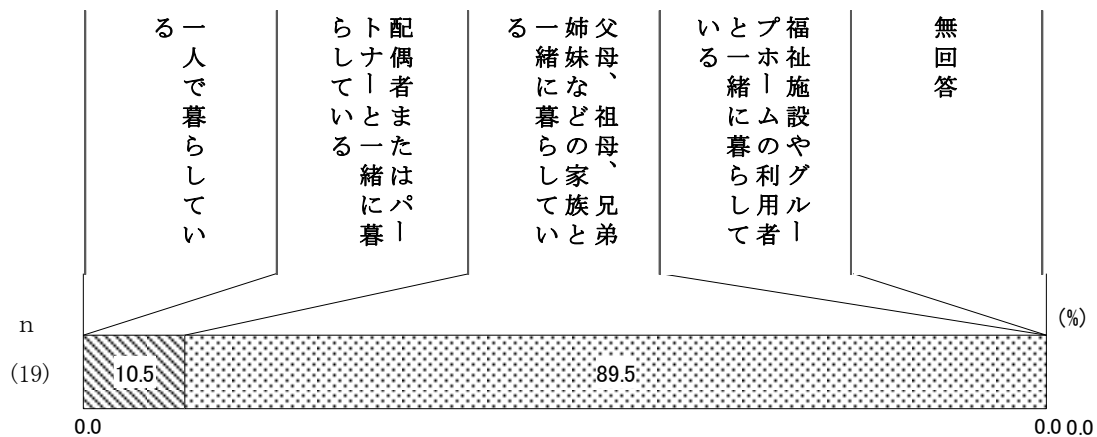 一人で暮らしてい
る
配偶者またはパー
トナーと一緒に暮
らしている
父母、祖母、兄弟
姉妹などの家族と
一緒に暮らしてい
る
福祉施設やグルー
プホームの利用者
と一緒に暮らして
いる
無回答
n
(%)
(19)
10.5
89.5
0.0
0.0 0.0